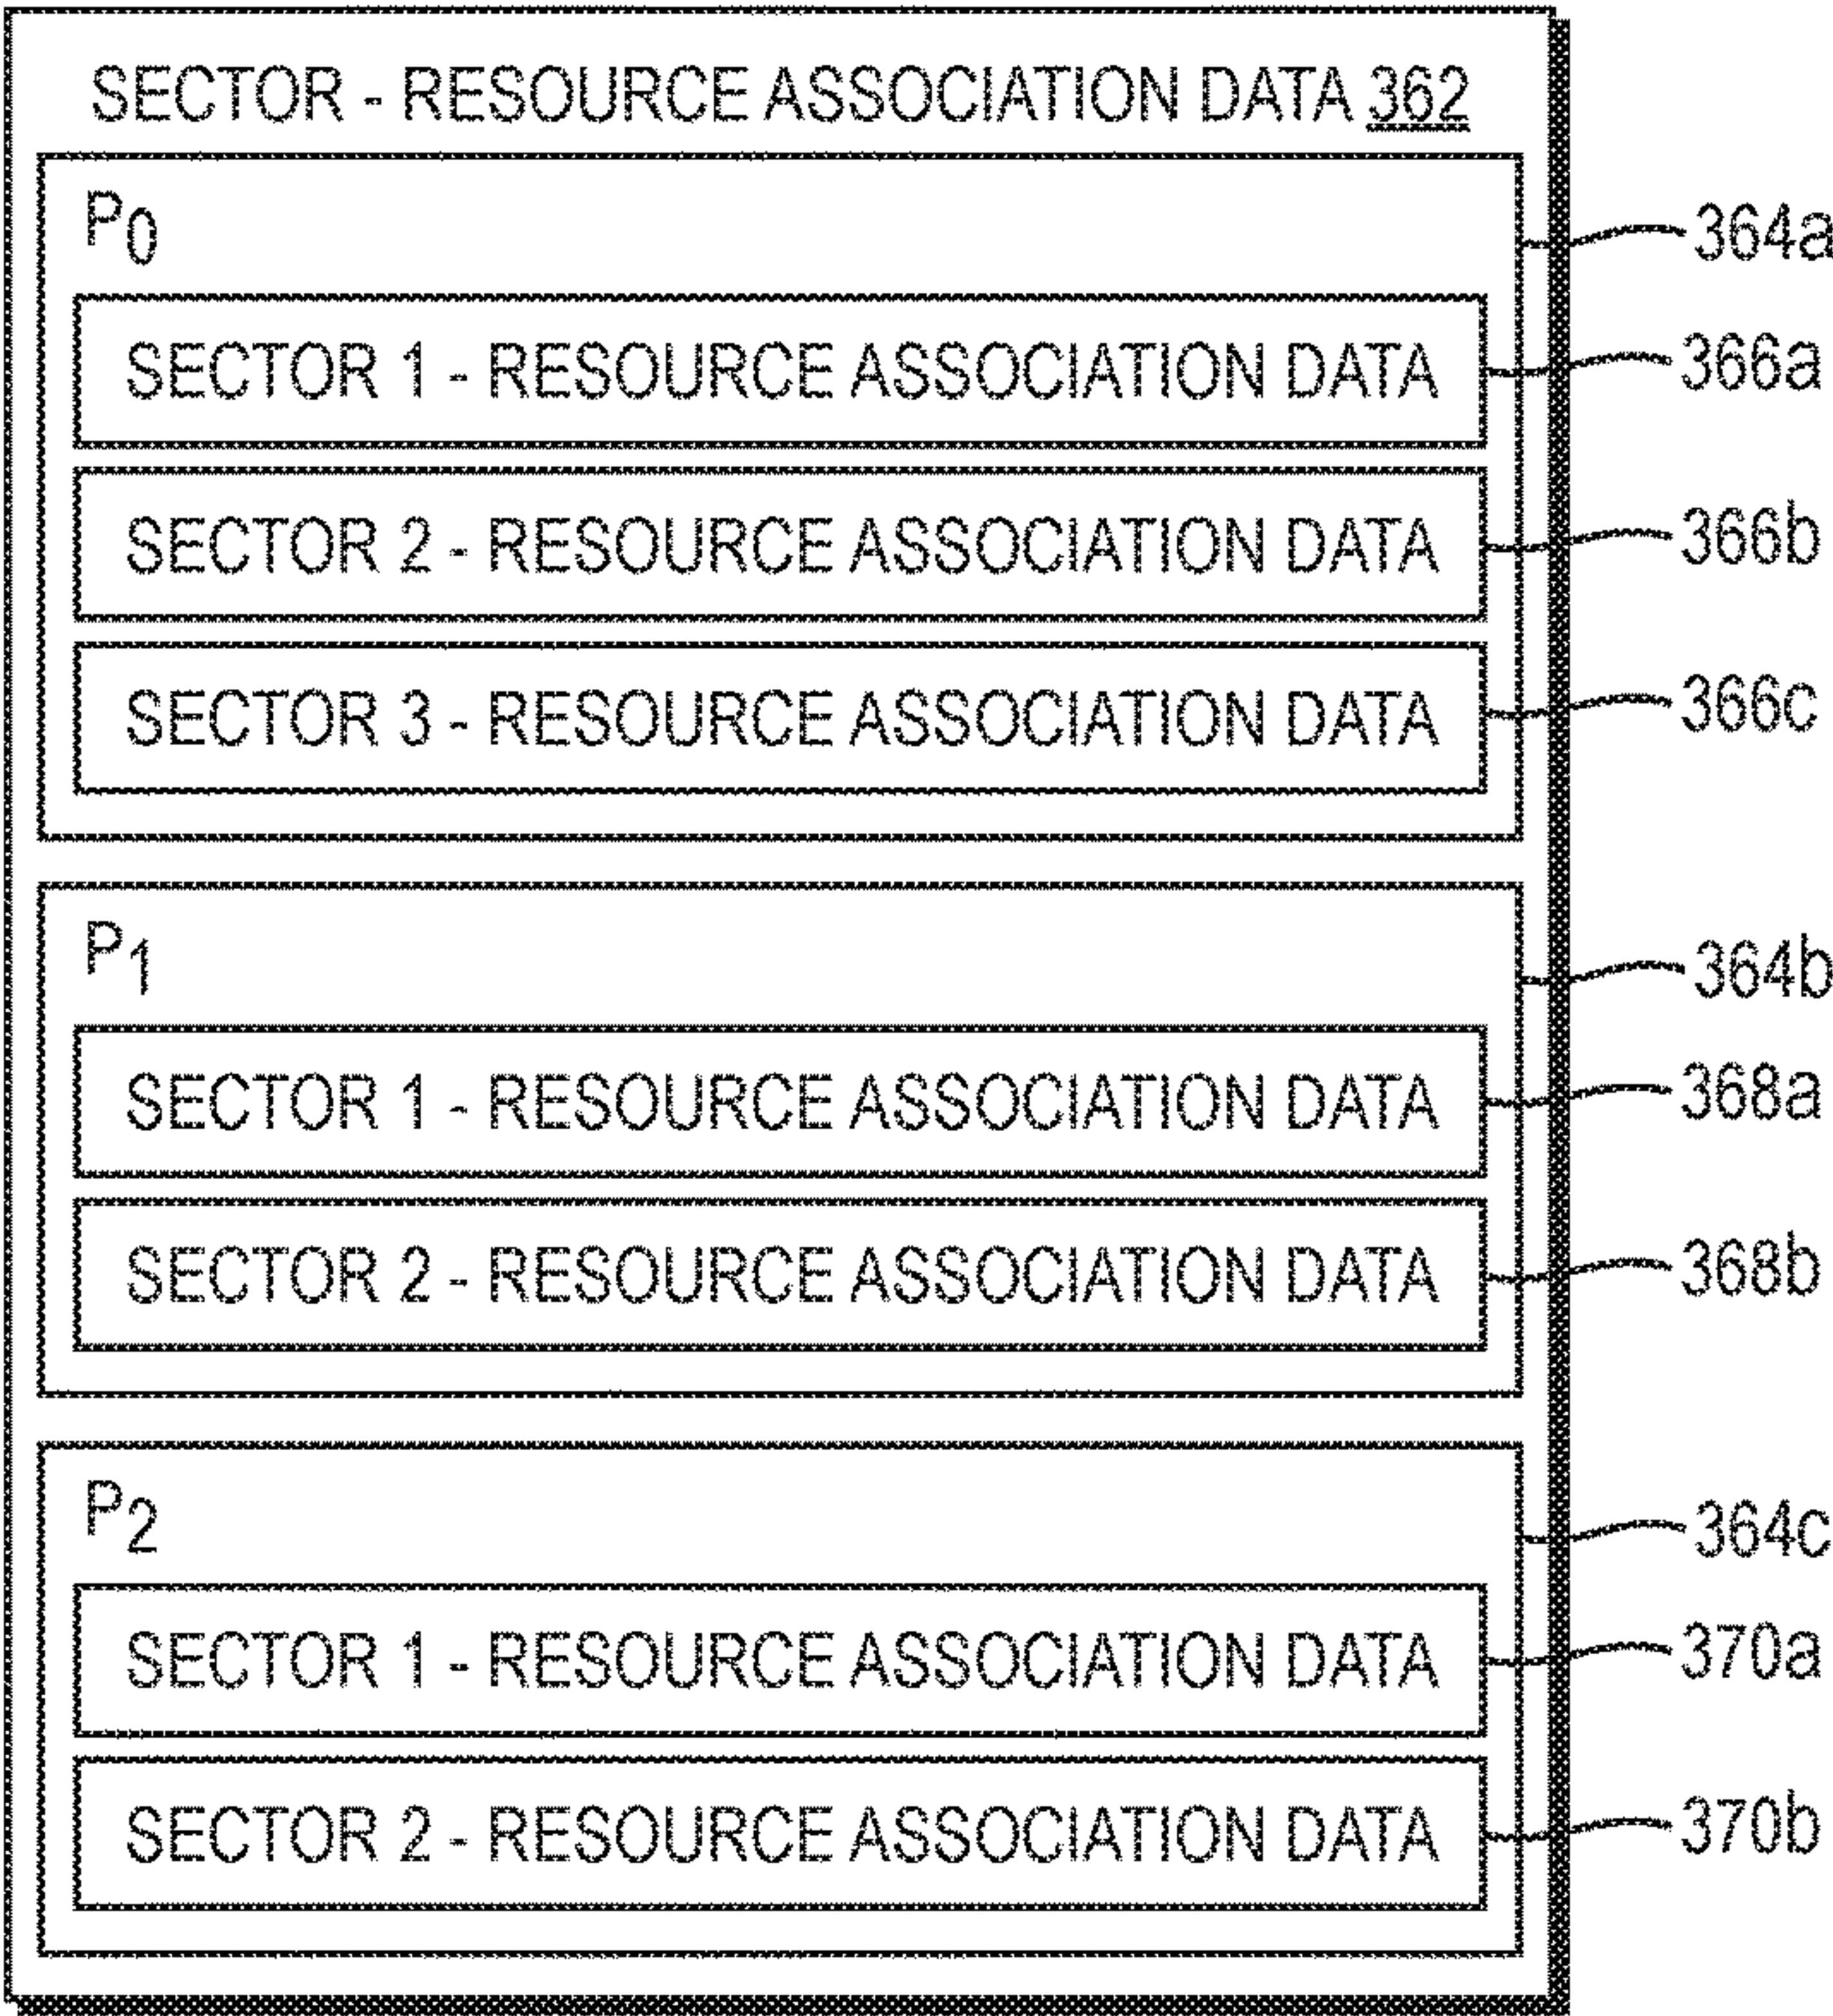 SECTOR - RESOURCE ASSOCIATION DATA 362
P0
364a
SECTOR 1 - RESOURCE ASSOCIATION DATA
366a
SECTOR 2 - RESOURCE ASSOCIATION DATA
366b
SECTOR 3 - RESOURCE ASSOCIATION DATA
366c
P1
364b
SECTOR 1 - RESOURCE ASSOCIATION DATA
368a
SECTOR 2 - RESOURCE ASSOCIATION DATA
368b
P2
364c
SECTOR 1 - RESOURCE ASSOCIATION DATA
370a
SECTOR 2 - RESOURCE ASSOCIATION DATA
370b